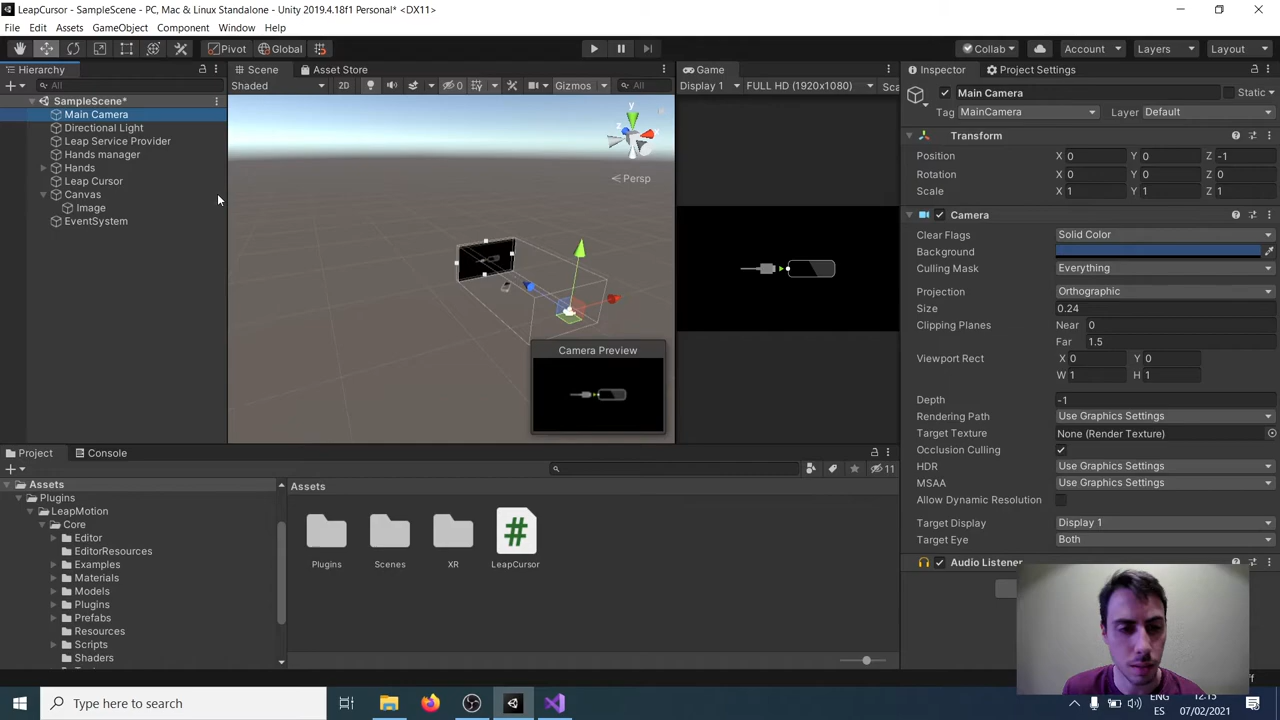 LeapCursor - SampleScene - PC, Mac & Linux Standalone - Unity 2019.4.18f1 Personal* <DX11>
File Edit Assets GameObject Component Window Help
Pivot Global Collab Account Layers Layout
Hierarchy
All
SampleScene*
Main Camera
Directional Light
Leap Service Provider
Hands manager
Hands
Leap Cursor
Canvas
Image
EventSystem
Scene Asset Store
Shaded 2D 0 Gizmos All
y
x
z
Persp
Camera Preview
Game
Display 1 FULL HD (1920x1080) Sca
Inspector Project Settings
Main Camera Static
Tag MainCamera Layer Default
Transform
Position X 0 Y 0 Z -1
Rotation X 0 Y 0 Z 0
Scale X 1 Y 1 Z 1
Camera
Clear Flags Solid Color
Background
Culling Mask Everything
Projection Orthographic
Size 0.24
Clipping Planes Near 0
Far 1.5
Viewport Rect X 0 Y 0
W 1 H 1
Depth -1
Rendering Path Use Graphics Settings
Target Texture None (Render Texture)
Occlusion Culling
HDR Use Graphics Settings
MSAA Use Graphics Settings
Allow Dynamic Resolution
Target Display Display 1
Target Eye Both
Audio Listener
Project Console
11
Assets
Plugins
LeapMotion
Core
Editor
EditorResources
Examples
Materials
Models
Plugins
Prefabs
Resources
Scripts
Shaders
Assets
#
Plugins Scenes XR LeapCursor
Type here to search
ENG
ES
12:15
07/02/2021